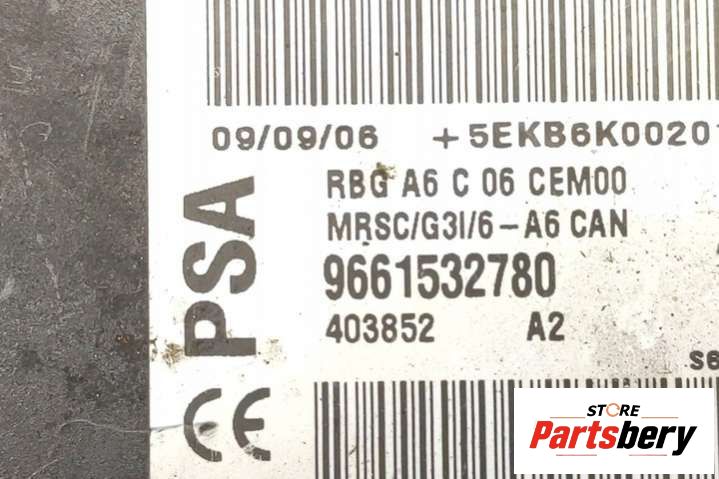 09/09/06 +5EKB6K0020
RBG A6 C 06 CEM00
MRSC/G3I/6-A6 CAN
9661532780
403852 A2
S6
PSA
CE
STORE
Partsbery